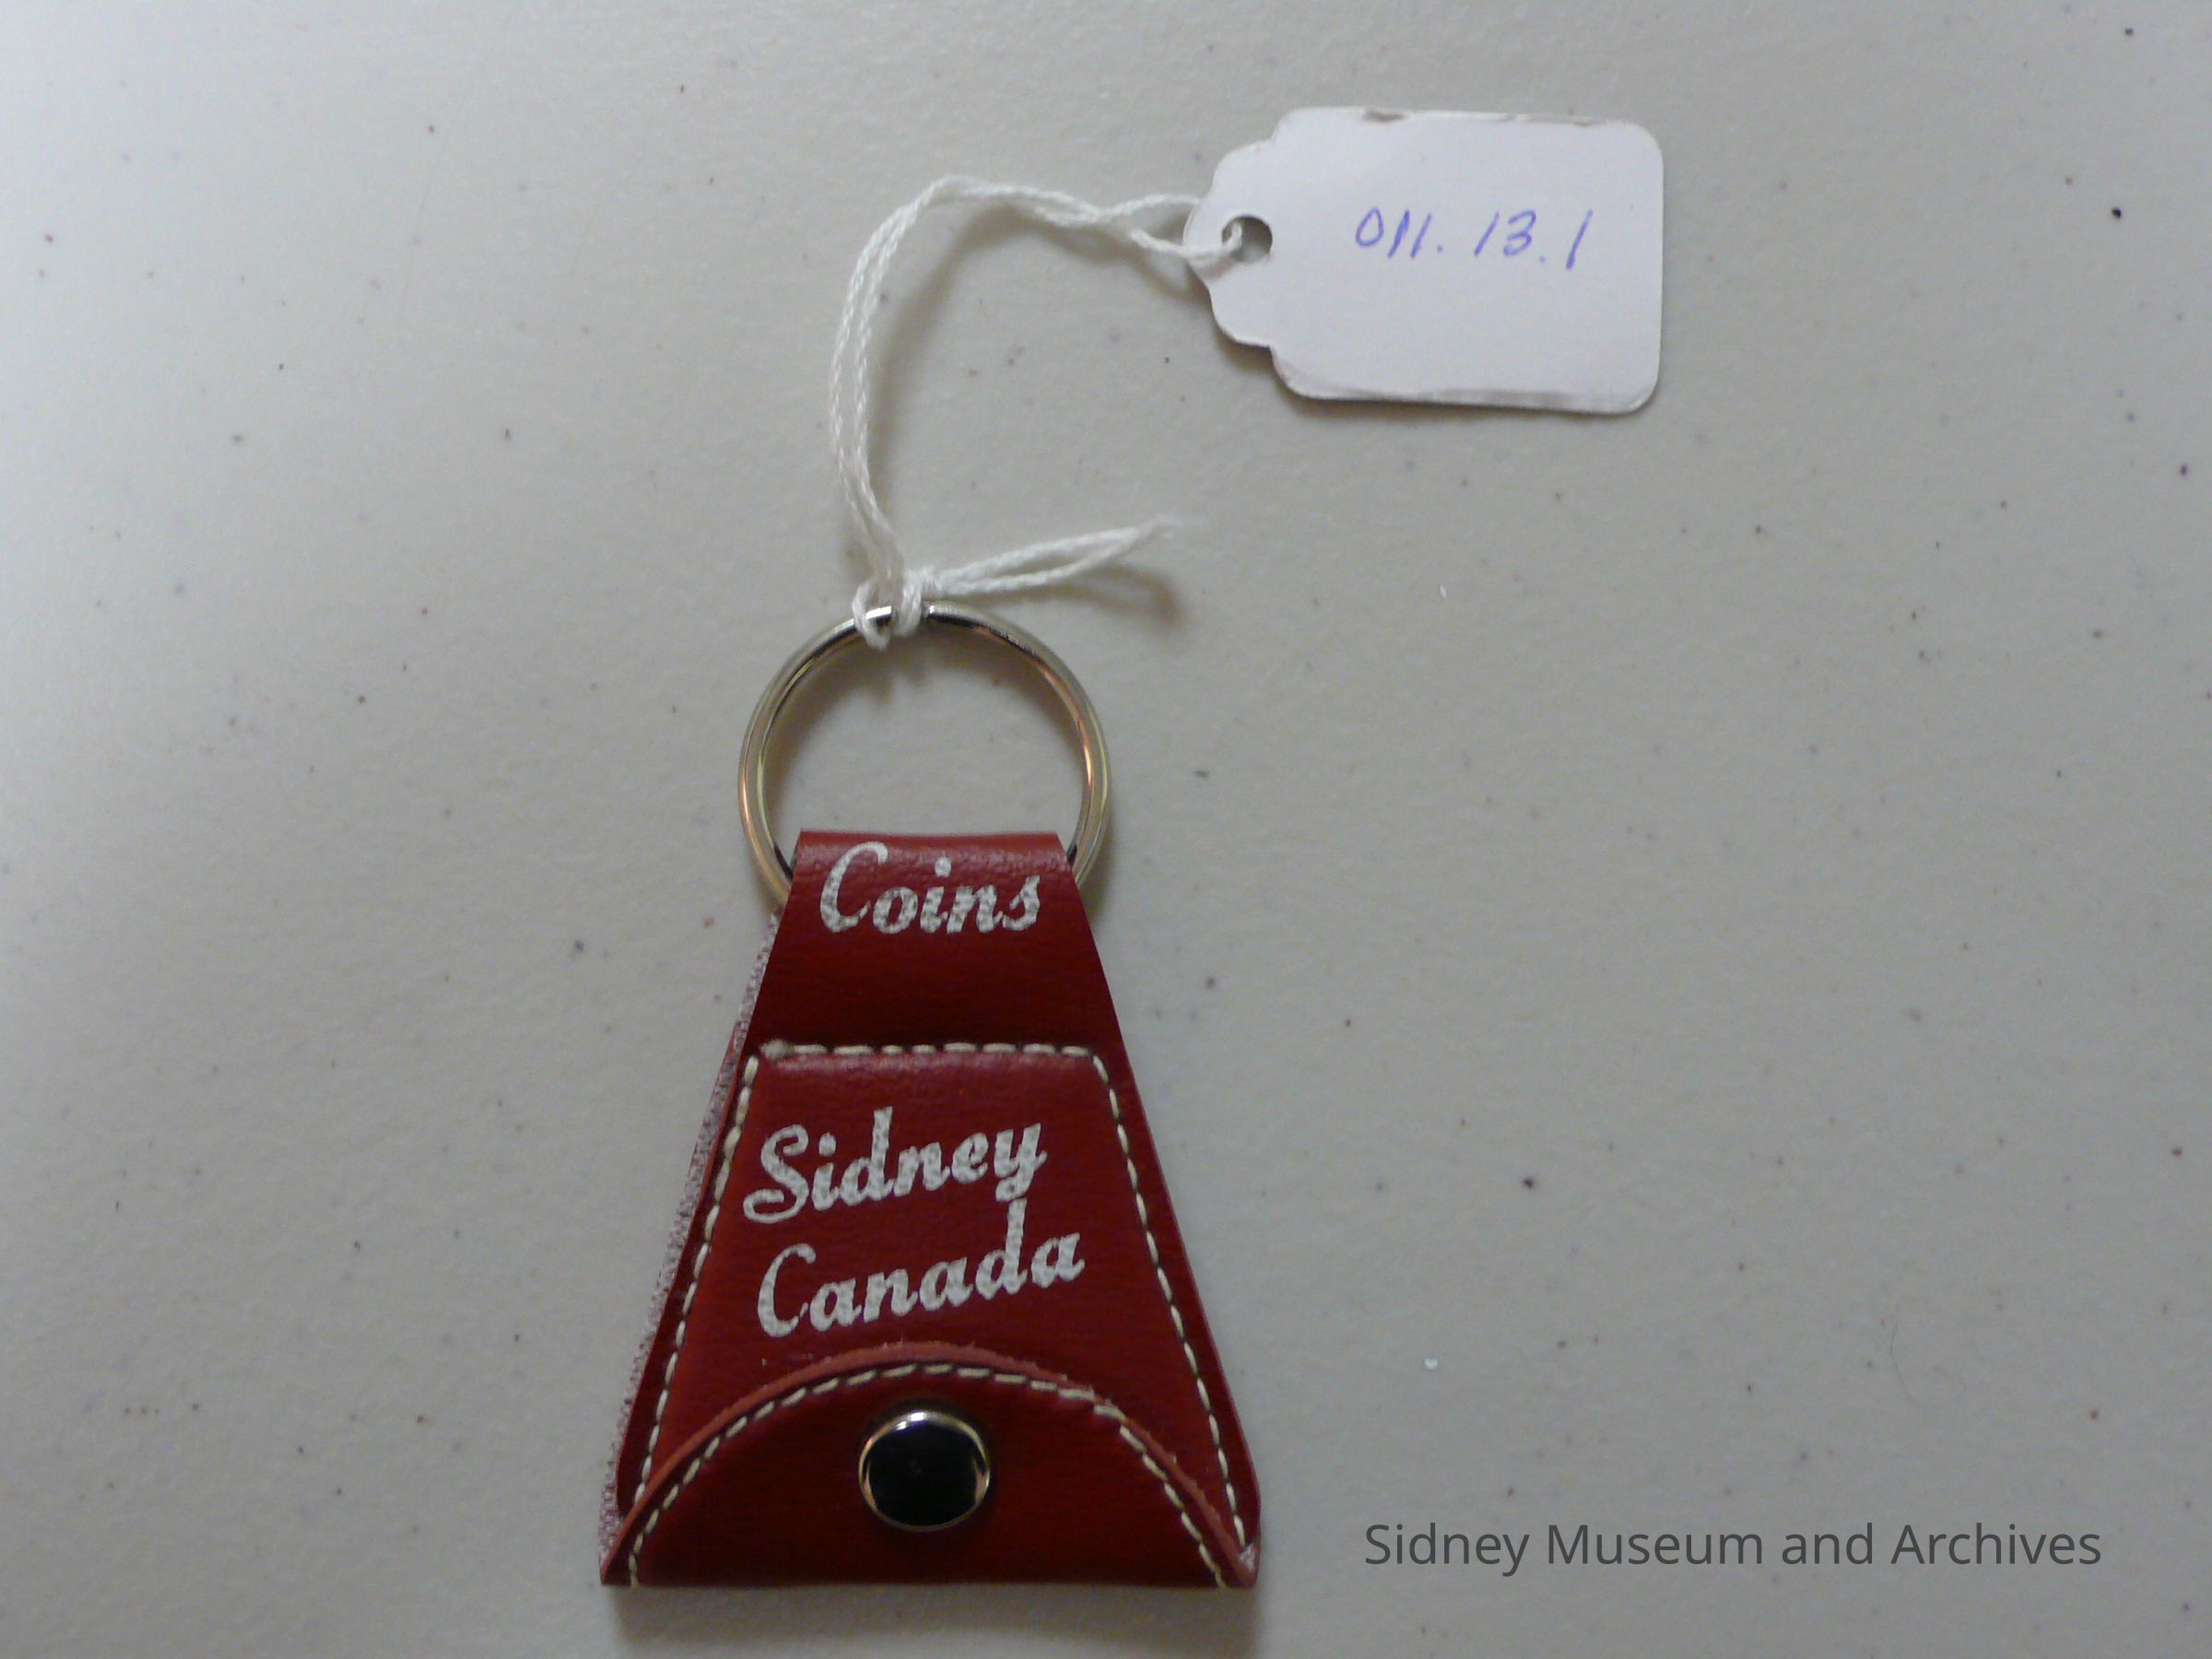 011.13.1
Coins
Sidney
Canada
Sidney Museum and Archives